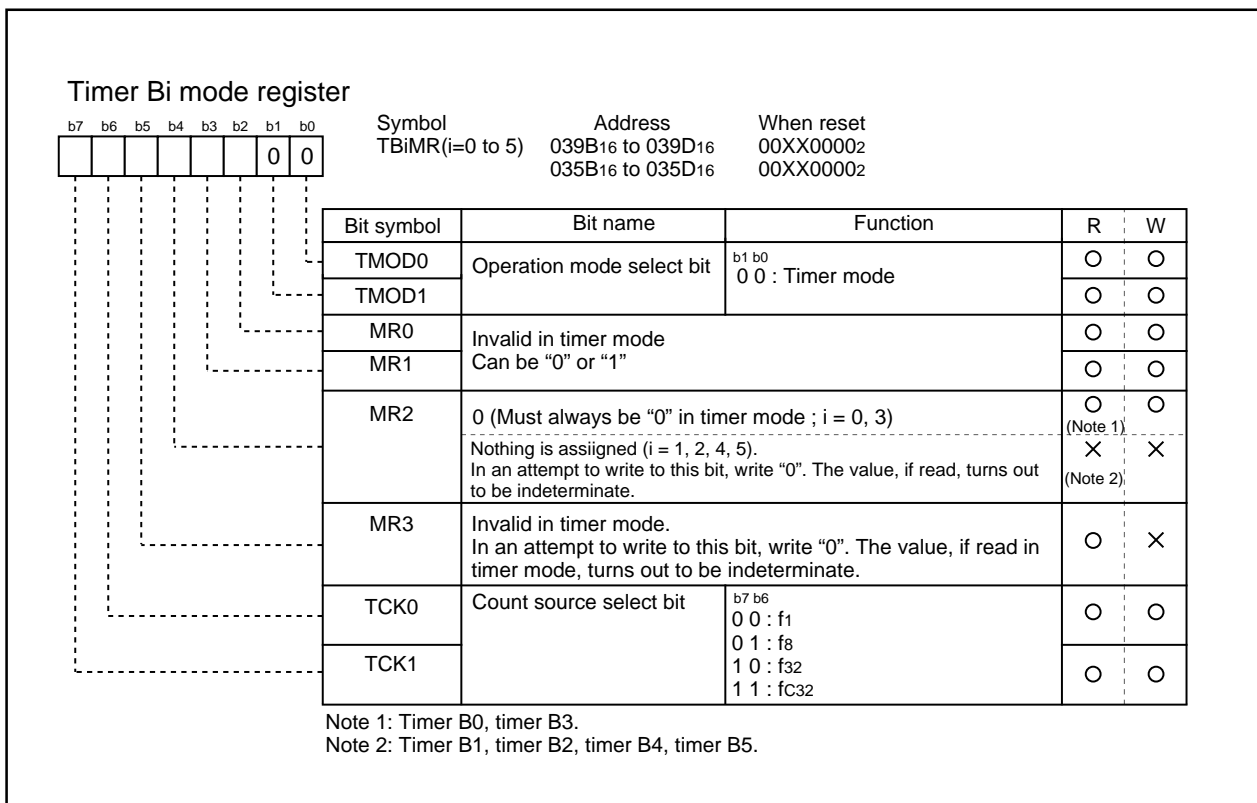 Timer Bi mode register
b7 b6 b5 b4 b3 b2 b1 b0
0 0
Symbol Address When reset
TBiMR(i=0 to 5) 039B16 to 039D16 00XX00002
035B16 to 035D16 00XX00002
Bit symbol Bit name Function R W
TMOD0 Operation mode select bit b1 b0
0 0 : Timer mode
TMOD1
MR0 Invalid in timer mode
MR1 Can be “0” or “1”
MR2 0 (Must always be “0” in timer mode ; i = 0, 3)
(Note 1)
Nothing is assiigned (i = 1, 2, 4, 5).
In an attempt to write to this bit, write “0”. The value, if read, turns out
to be indeterminate.
(Note 2)
MR3 Invalid in timer mode.
In an attempt to write to this bit, write “0”. The value, if read in
timer mode, turns out to be indeterminate.
TCK0 Count source select bit b7 b6
0 0 : f1
0 1 : f8
TCK1 1 0 : f32
1 1 : fC32
Note 1: Timer B0, timer B3.
Note 2: Timer B1, timer B2, timer B4, timer B5.